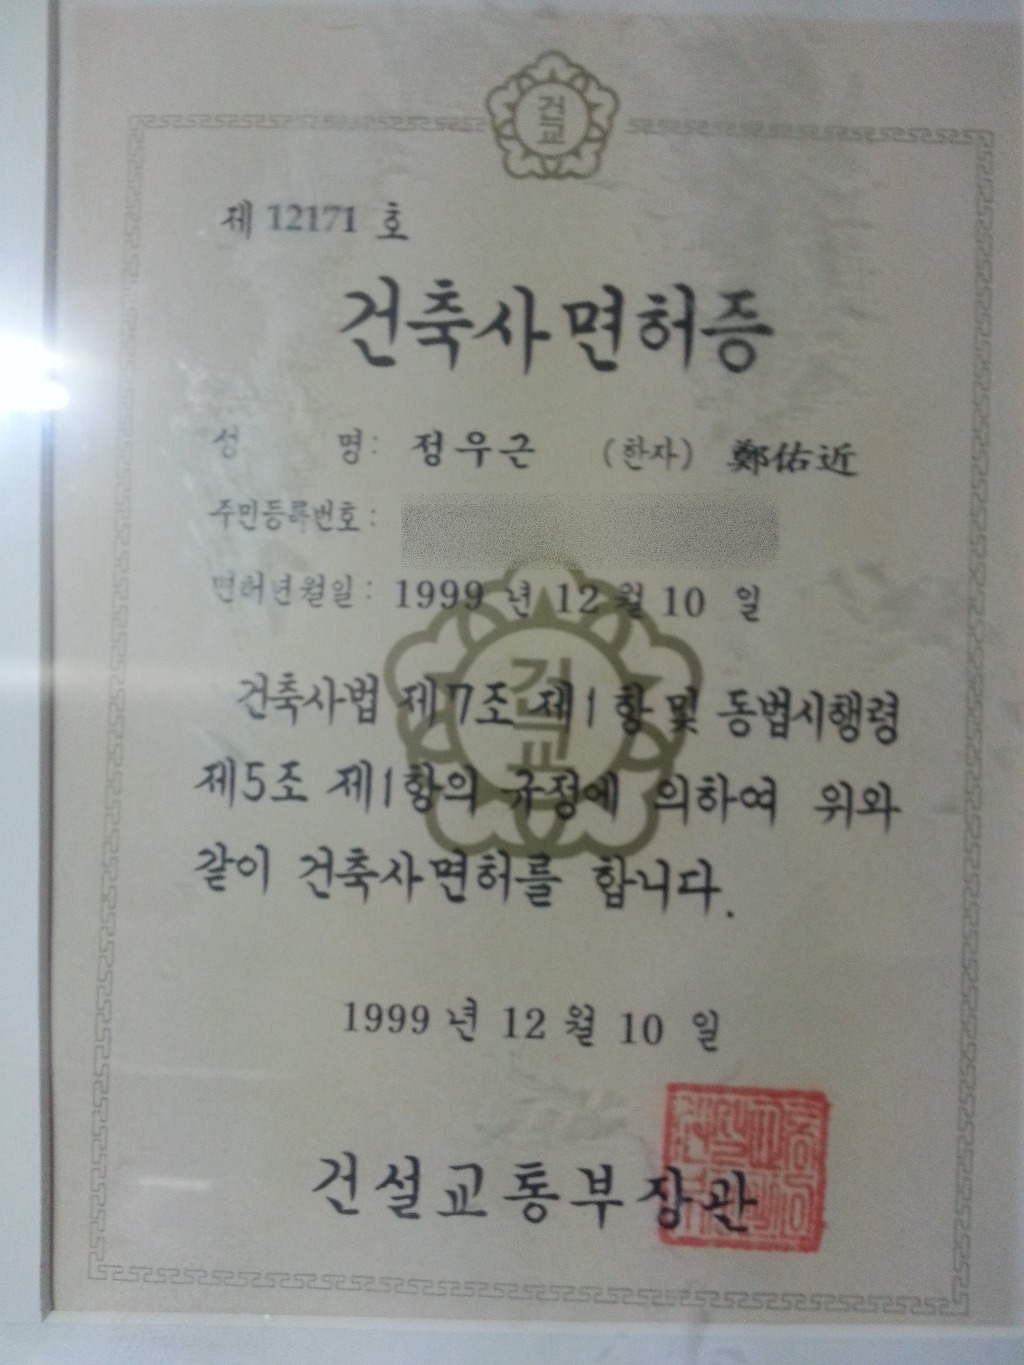 건교
제 12171 호
건축사면허증
성 명: 정우근 (한자) 鄭佑近
주민등록번호:
면허년월일: 1999 년 12 월 10 일
건교
건축사법 제7조 제1항 및 동법시행령
제5조 제1항의 규정에 의하여 위와
같이 건축사면허를 합니다.
1999 년 12 월 10 일
건설교통부장관